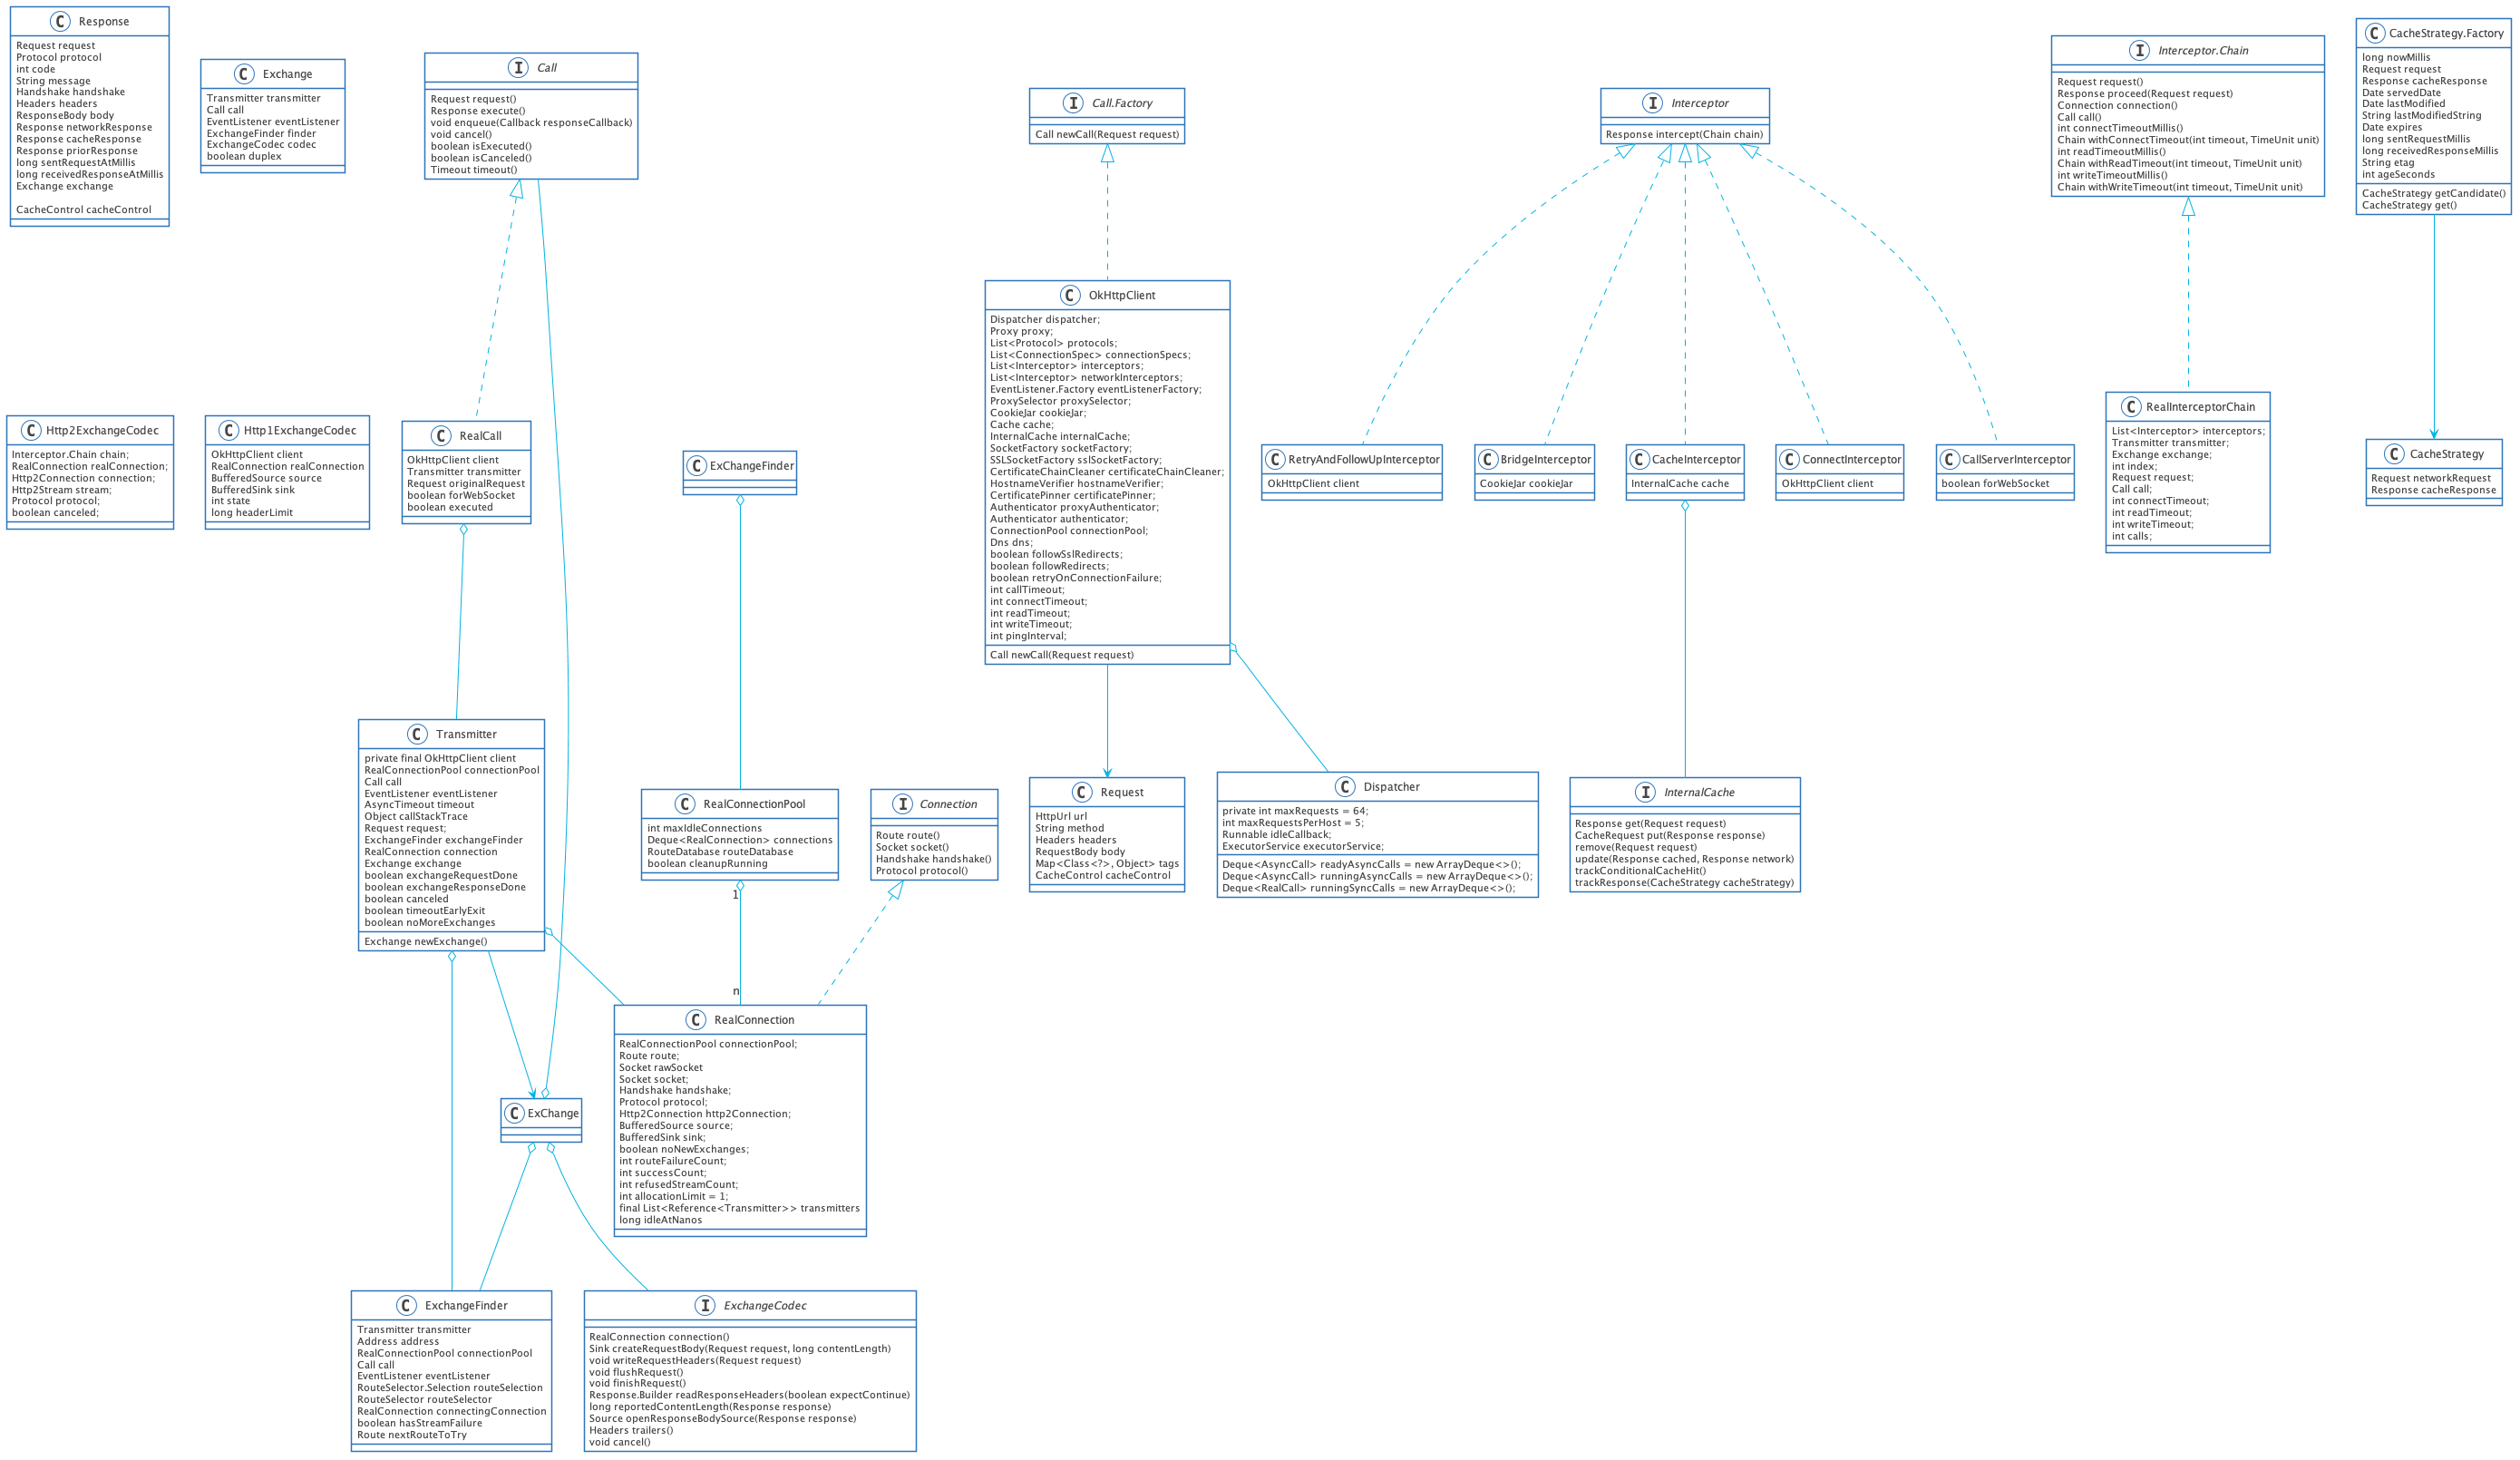 C Response
Request request
Protocol protocol
int code
String message
Handshake handshake
Headers headers
ResponseBody body
Response networkResponse
Response cacheResponse
Response priorResponse
long sentRequestAtMillis
long receivedResponseAtMillis
Exchange exchange
CacheControl cacheControl
C Exchange
Transmitter transmitter
Call call
EventListener eventListener
ExchangeFinder finder
ExchangeCodec codec
boolean duplex
I Call
Request request()
Response execute()
void enqueue(Callback responseCallback)
void cancel()
boolean isExecuted()
boolean isCanceled()
Timeout timeout()
I Call.Factory
Call newCall(Request request)
I Interceptor
Response intercept(Chain chain)
I Interceptor.Chain
Request request()
Response proceed(Request request)
Connection connection()
Call call()
int connectTimeoutMillis()
Chain withConnectTimeout(int timeout, TimeUnit unit)
int readTimeoutMillis()
Chain withReadTimeout(int timeout, TimeUnit unit)
int writeTimeoutMillis()
Chain withWriteTimeout(int timeout, TimeUnit unit)
C CacheStrategy.Factory
long nowMillis
Request request
Response cacheResponse
Date servedDate
Date lastModified
String lastModifiedString
Date expires
long sentRequestMillis
long receivedResponseMillis
String etag
int ageSeconds
CacheStrategy getCandidate()
CacheStrategy get()
C Http2ExchangeCodec
Interceptor.Chain chain;
RealConnection realConnection;
Http2Connection connection;
Http2Stream stream;
Protocol protocol;
boolean canceled;
C Http1ExchangeCodec
OkHttpClient client
RealConnection realConnection
BufferedSource source
BufferedSink sink
int state
long headerLimit
C RealCall
OkHttpClient client
Transmitter transmitter
Request originalRequest
boolean forWebSocket
boolean executed
C ExChangeFinder
C OkHttpClient
Dispatcher dispatcher;
Proxy proxy;
List<Protocol> protocols;
List<ConnectionSpec> connectionSpecs;
List<Interceptor> interceptors;
List<Interceptor> networkInterceptors;
EventListener.Factory eventListenerFactory;
ProxySelector proxySelector;
CookieJar cookieJar;
Cache cache;
InternalCache internalCache;
SocketFactory socketFactory;
SSLSocketFactory sslSocketFactory;
CertificateChainCleaner certificateChainCleaner;
HostnameVerifier hostnameVerifier;
CertificatePinner certificatePinner;
Authenticator proxyAuthenticator;
Authenticator authenticator;
ConnectionPool connectionPool;
Dns dns;
boolean followSslRedirects;
boolean followRedirects;
boolean retryOnConnectionFailure;
int callTimeout;
int connectTimeout;
int readTimeout;
int writeTimeout;
int pingInterval;
Call newCall(Request request)
C RetryAndFollowUpInterceptor
OkHttpClient client
C BridgeInterceptor
CookieJar cookieJar
C CacheInterceptor
InternalCache cache
C ConnectInterceptor
OkHttpClient client
C CallServerInterceptor
boolean forWebSocket
C RealInterceptorChain
List<Interceptor> interceptors;
Transmitter transmitter;
Exchange exchange;
int index;
Request request;
Call call;
int connectTimeout;
int readTimeout;
int writeTimeout;
int calls;
C CacheStrategy
Request networkRequest
Response cacheResponse
C Transmitter
private final OkHttpClient client
RealConnectionPool connectionPool
Call call
EventListener eventListener
AsyncTimeout timeout
Object callStackTrace
Request request;
ExchangeFinder exchangeFinder
RealConnection connection
Exchange exchange
boolean exchangeRequestDone
boolean exchangeResponseDone
boolean canceled
boolean timeoutEarlyExit
boolean noMoreExchanges
Exchange newExchange()
C RealConnectionPool
int maxIdleConnections
Deque<RealConnection> connections
RouteDatabase routeDatabase
boolean cleanupRunning
I Connection
Route route()
Socket socket()
Handshake handshake()
Protocol protocol()
C Request
HttpUrl url
String method
Headers headers
RequestBody body
Map<Class<?>, Object> tags
CacheControl cacheControl
C Dispatcher
private int maxRequests = 64;
int maxRequestsPerHost = 5;
Runnable idleCallback;
ExecutorService executorService;
Deque<AsyncCall> readyAsyncCalls = new ArrayDeque<>();
Deque<AsyncCall> runningAsyncCalls = new ArrayDeque<>();
Deque<RealCall> runningSyncCalls = new ArrayDeque<>();
I InternalCache
Response get(Request request)
CacheRequest put(Response response)
remove(Request request)
update(Response cached, Response network)
trackConditionalCacheHit()
trackResponse(CacheStrategy cacheStrategy)
1
n
C RealConnection
RealConnectionPool connectionPool;
Route route;
Socket rawSocket
Socket socket;
Handshake handshake;
Protocol protocol;
Http2Connection http2Connection;
BufferedSource source;
BufferedSink sink;
boolean noNewExchanges;
int routeFailureCount;
int successCount;
int refusedStreamCount;
int allocationLimit = 1;
final List<Reference<Transmitter>> transmitters
long idleAtNanos
C ExChange
C ExchangeFinder
Transmitter transmitter
Address address
RealConnectionPool connectionPool
Call call
EventListener eventListener
RouteSelector.Selection routeSelection
RouteSelector routeSelector
RealConnection connectingConnection
boolean hasStreamFailure
Route nextRouteToTry
I ExchangeCodec
RealConnection connection()
Sink createRequestBody(Request request, long contentLength)
void writeRequestHeaders(Request request)
void flushRequest()
void finishRequest()
Response.Builder readResponseHeaders(boolean expectContinue)
long reportedContentLength(Response response)
Source openResponseBodySource(Response response)
Headers trailers()
void cancel()